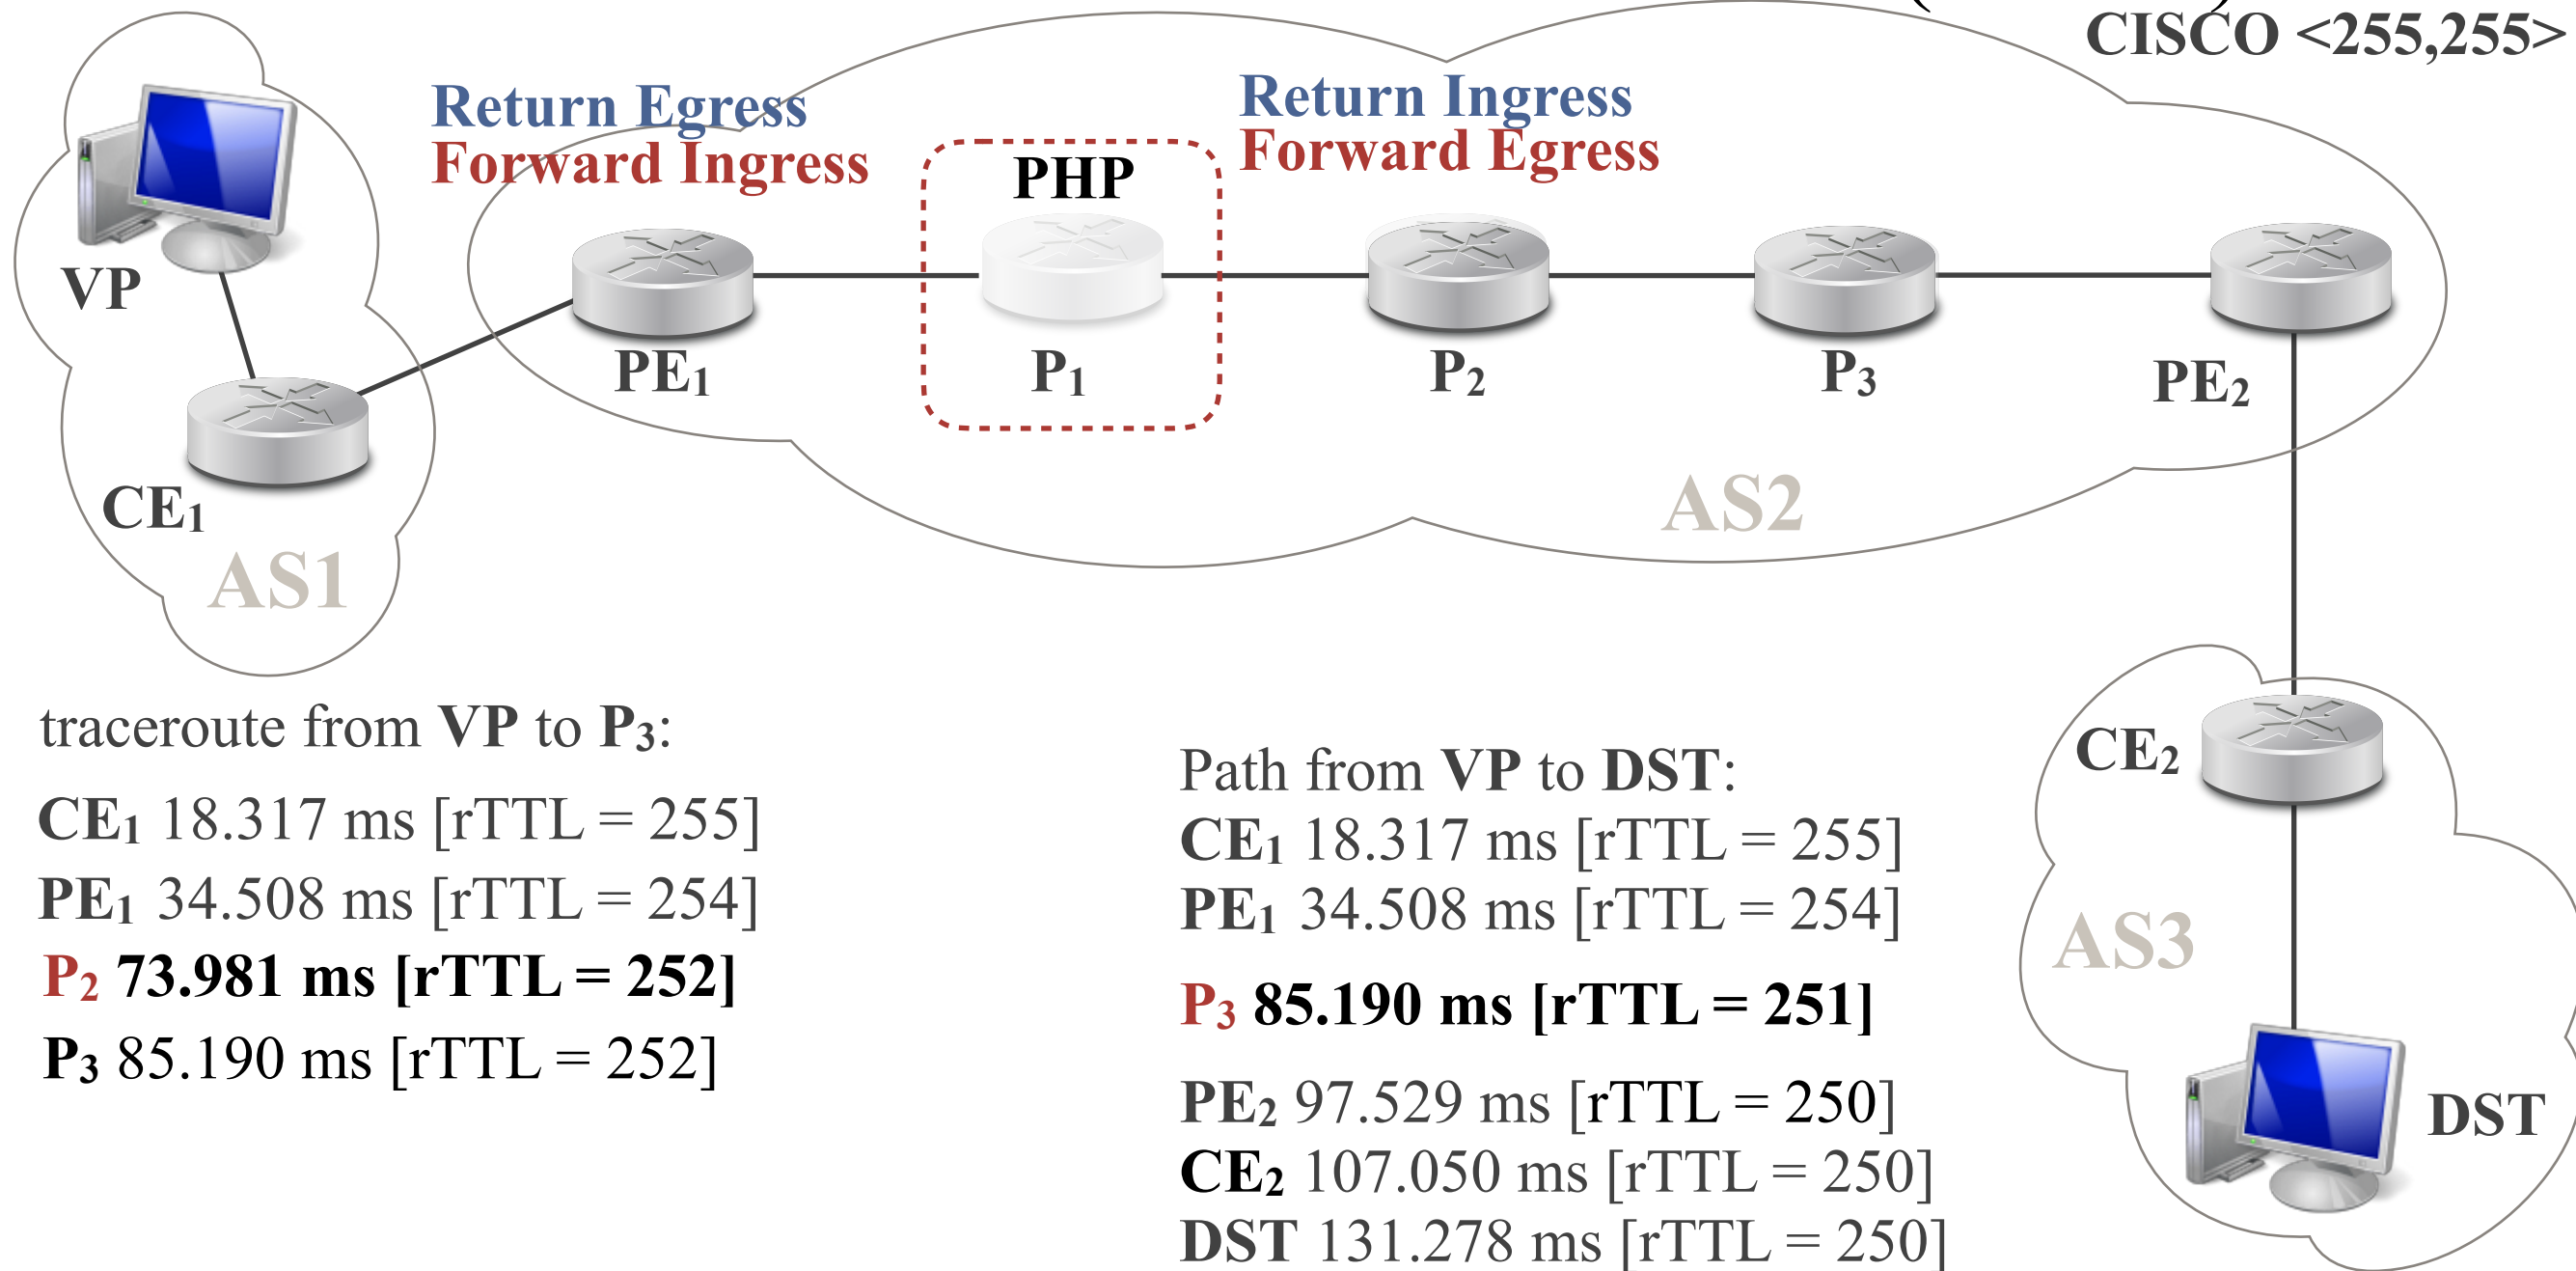 CISCO <255,255>
Return Egress
Forward Ingress
Return Ingress
Forward Egress
PHP
VP
PE1
P1
P2
P3
PE2
CE1
AS1
AS2
traceroute from VP to P3:
CE1 18.317 ms [rTTL = 255]
PE1 34.508 ms [rTTL = 254]
P2 73.981 ms [rTTL = 252]
P3 85.190 ms [rTTL = 252]
Path from VP to DST:
CE1 18.317 ms [rTTL = 255]
PE1 34.508 ms [rTTL = 254]
P3 85.190 ms [rTTL = 251]
PE2 97.529 ms [rTTL = 250]
CE2 107.050 ms [rTTL = 250]
DST 131.278 ms [rTTL = 250]
CE2
AS3
DST